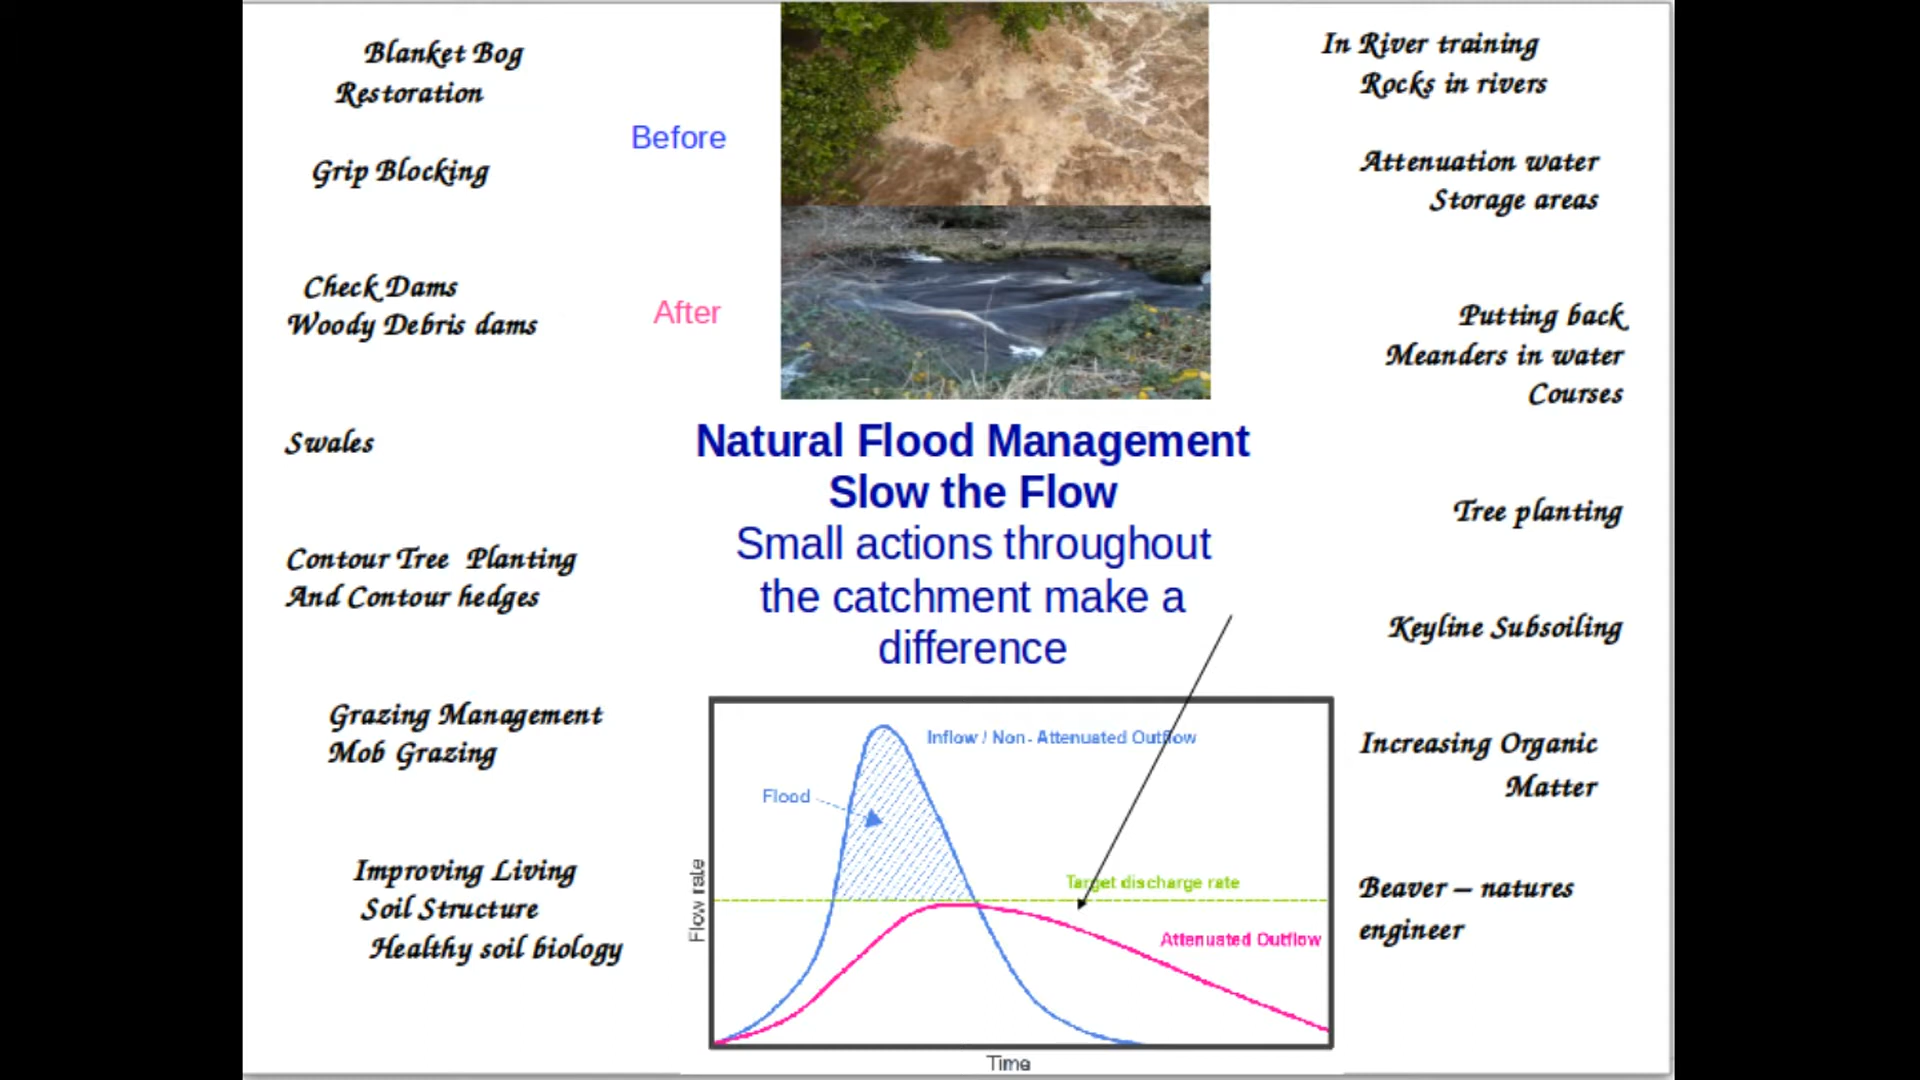 Blanket Bog
Restoration
Grip Blocking
Check Dams
Woody Debris dams
Swales
Contour Tree Planting
And Contour hedges
Grazing Management
Mob Grazing
Improving Living
Soil Structure
Healthy soil biology
Before
After
Natural Flood Management
Slow the Flow
Small actions throughout
the catchment make a
difference
Inflow / Non-Attenuated Outflow
Flood
Target discharge rate
Attenuated Outflow
Flow rate
Time
In River training
Rocks in rivers
Attenuation water
Storage areas
Putting back
Meanders in water
Courses
Tree planting
Keyline Subsoiling
Increasing Organic
Matter
Beaver – natures
engineer